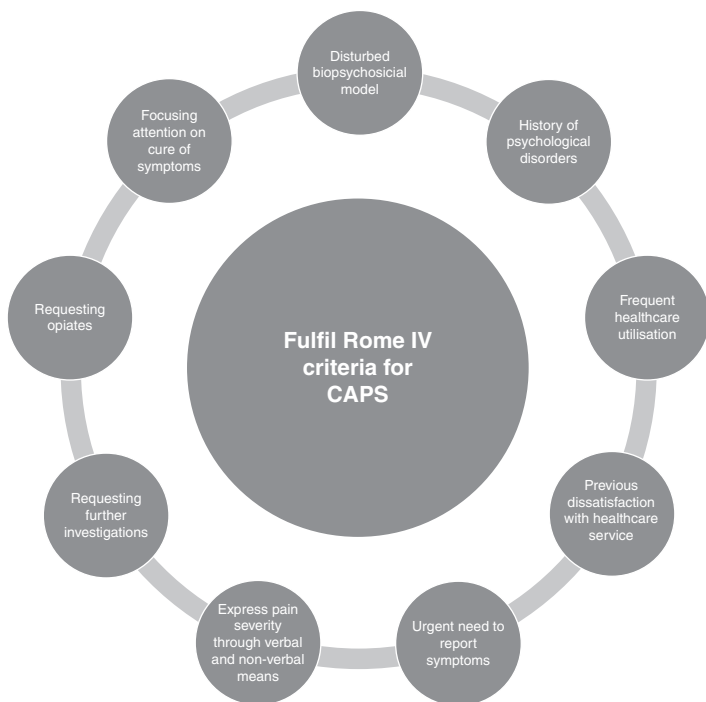 Disturbed
biopsychosicial
model
History of
psychological
disorders
Frequent
healthcare
utilisation
Previous
dissatisfaction
with healthcare
service
Urgent need to
report
symptoms
Express pain
severity
through verbal
and non-verbal
means
Requesting
further
investigations
Requesting
opiates
Focusing
attention on
cure of
symptoms
Fulfil Rome IV
criteria for
CAPS